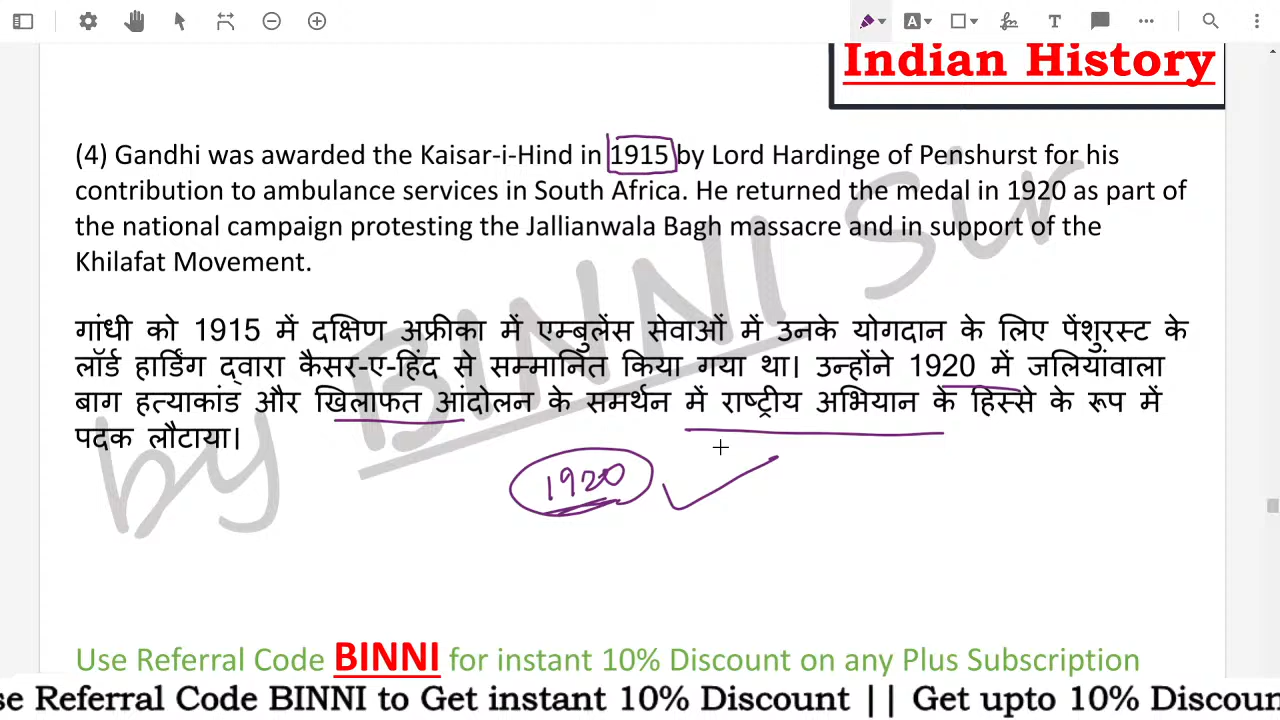 Indian History
(4) Gandhi was awarded the Kaisar-i-Hind in 1915 by Lord Hardinge of Penshurst for his
contribution to ambulance services in South Africa. He returned the medal in 1920 as part of
the national campaign protesting the Jallianwala Bagh massacre and in support of the
Khilafat Movement.
गांधी को 1915 में दक्षिण अफ्रीका में एम्बुलेंस सेवाओं में उनके योगदान के लिए पेंशुरस्ट के
लॉर्ड हार्डिंग द्वारा कैसर-ए-हिंद से सम्मानित किया गया था। उन्होंने 1920 में जलियांवाला
बाग हत्याकांड और खिलाफत आंदोलन के समर्थन में राष्ट्रीय अभियान के हिस्से के रूप में
पदक लौटाया।
1920
by BINNI Sir
Use Referral Code BINNI for instant 10% Discount on any Plus Subscription
se Referral Code BINNI to Get instant 10% Discount || Get upto 10% Discoun